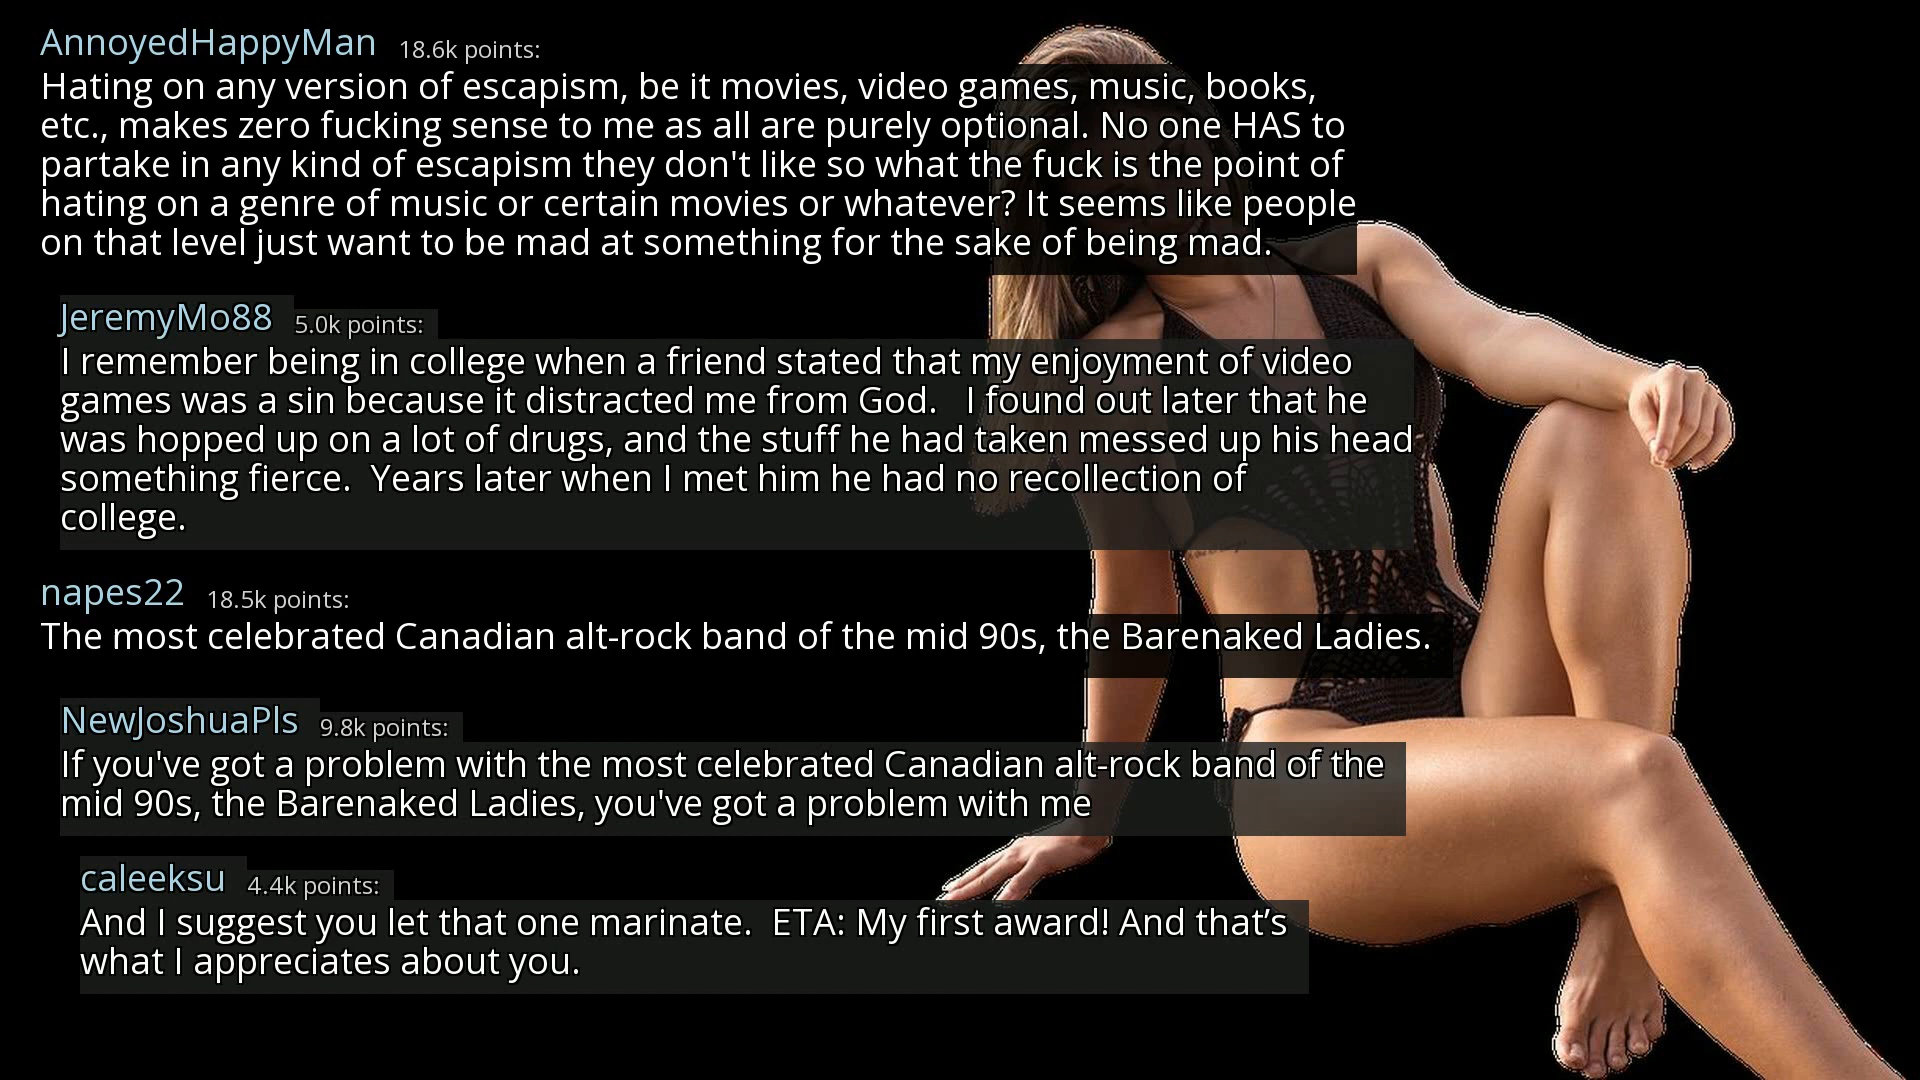 AnnoyedHappyMan 18.6k points:
Hating on any version of escapism, be it movies, video games, music, books,
etc., makes zero fucking sense to me as all are purely optional. No one HAS to
partake in any kind of escapism they don't like so what the fuck is the point of
hating on a genre of music or certain movies or whatever? It seems like people
on that level just want to be mad at something for the sake of being mad.
JeremyMo88 5.0k points:
I remember being in college when a friend stated that my enjoyment of video
games was a sin because it distracted me from God.   I found out later that he
was hopped up on a lot of drugs, and the stuff he had taken messed up his head
something fierce.  Years later when I met him he had no recollection of
college.
napes22 18.5k points:
The most celebrated Canadian alt-rock band of the mid 90s, the Barenaked Ladies.
NewJoshuaPls 9.8k points:
If you've got a problem with the most celebrated Canadian alt-rock band of the
mid 90s, the Barenaked Ladies, you've got a problem with me
caleeksu 4.4k points:
And I suggest you let that one marinate.  ETA: My first award! And that’s
what I appreciates about you.